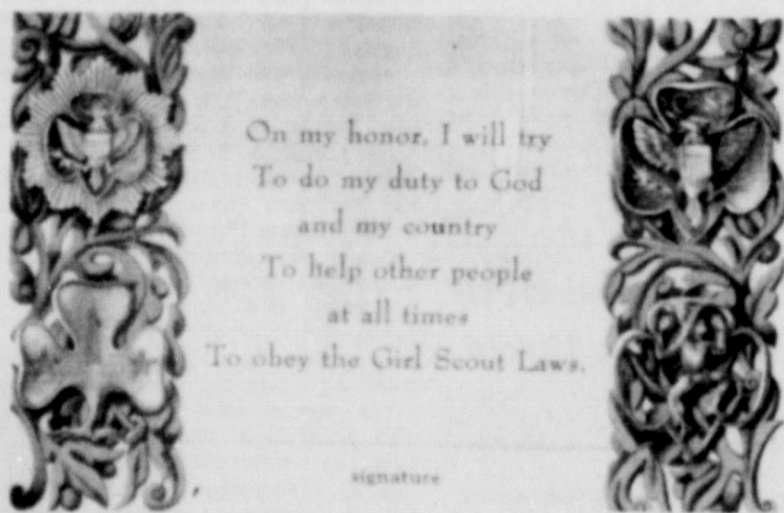 On my honor, I will try
To do my duty to God
and my country
To help other people
at all times
To obey the Girl Scout Laws.
signature